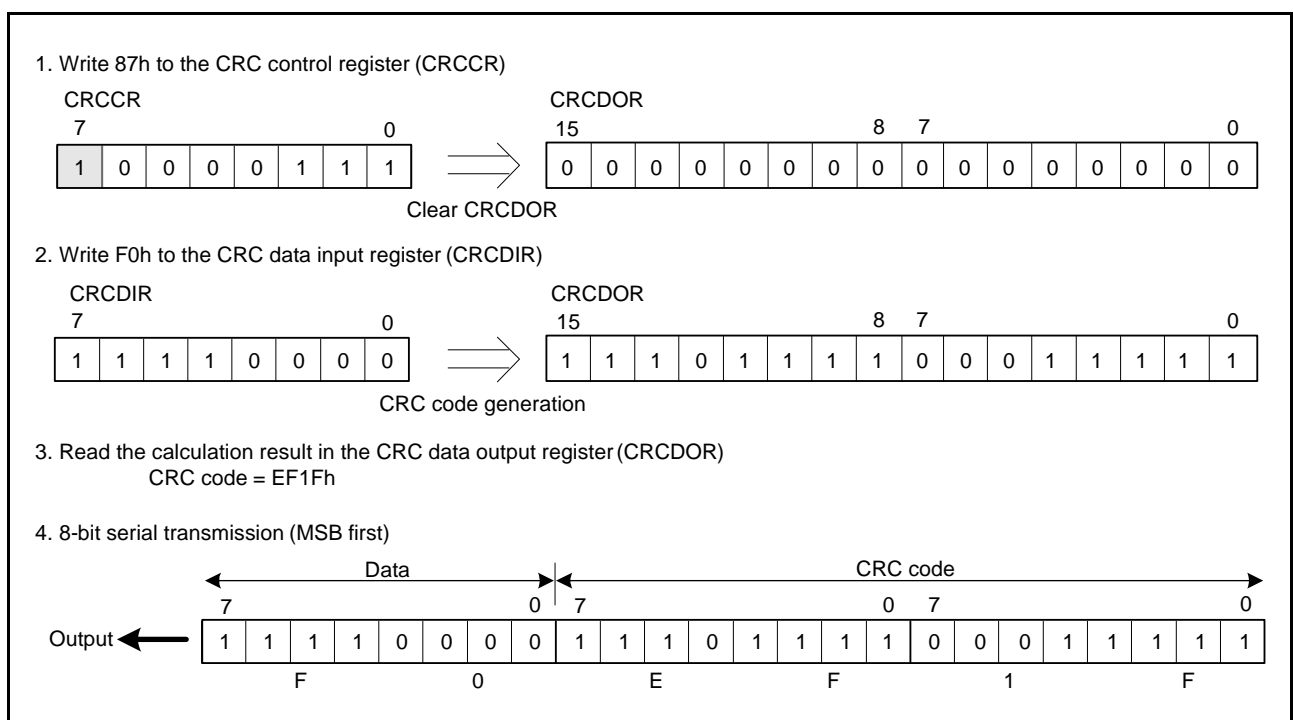 1. Write 87h to the CRC control register (CRCCR)
CRCCR CRCDOR
7 0 15 8 7 0
1 0 0 0 0 1 1 1 0 0 0 0 0 0 0 0 0 0 0 0 0 0 0 0
Clear CRCDOR
2. Write F0h to the CRC data input register (CRCDIR)
CRCDIR CRCDOR
7 0 15 8 7 0
1 1 1 1 0 0 0 0 1 1 1 0 1 1 1 1 0 0 0 1 1 1 1 1
CRC code generation
3. Read the calculation result in the CRC data output register (CRCDOR)
CRC code = EF1Fh
4. 8-bit serial transmission (MSB first)
Data CRC code
7 0 7 0 7 0
Output 1 1 1 1 0 0 0 0 1 1 1 0 1 1 1 1 0 0 0 1 1 1 1 1
F 0 E F 1 F